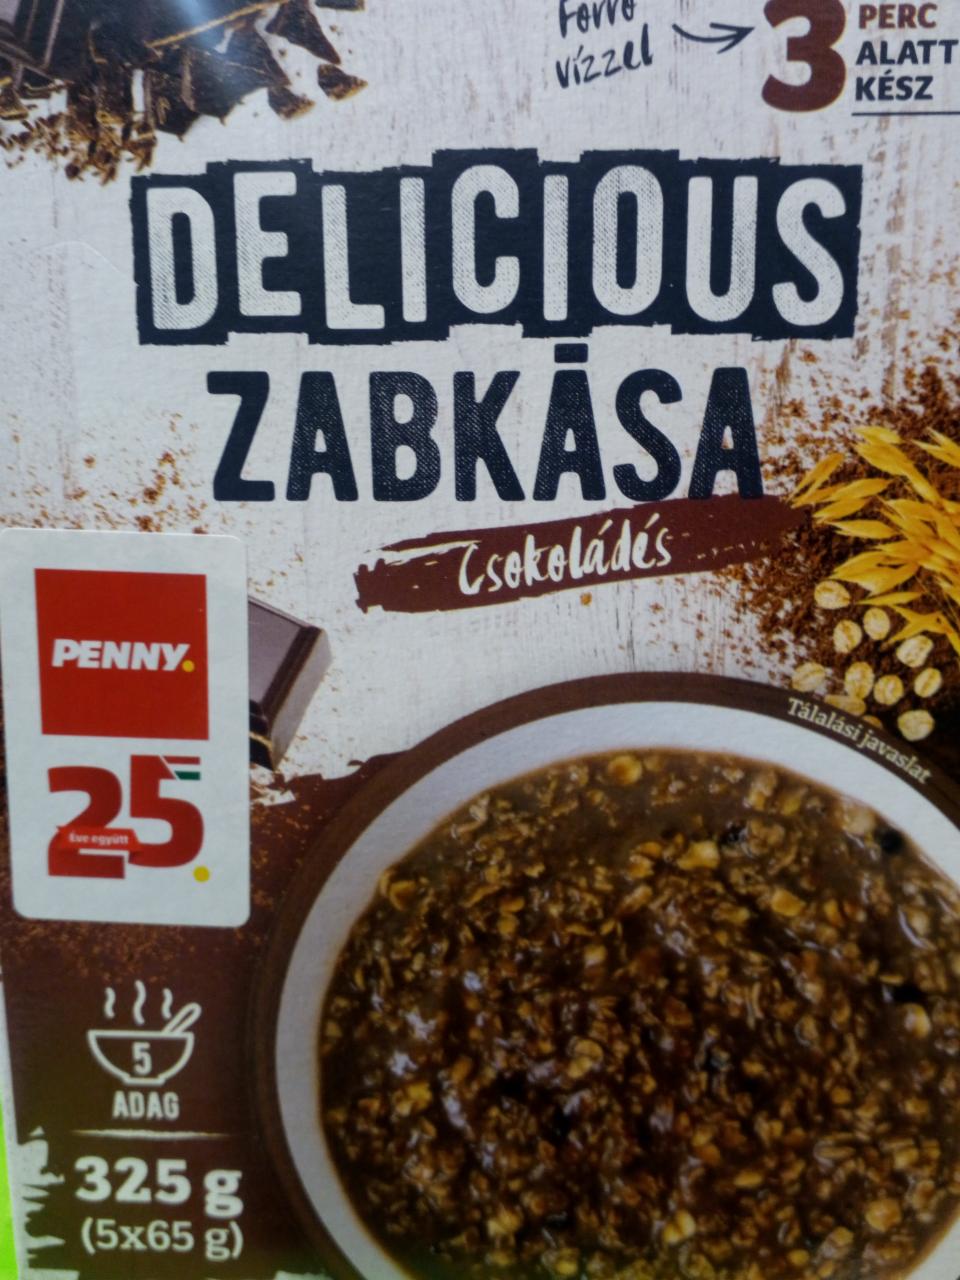 Forró
vízzel
3
PERC
ALATT
KÉSZ
DELICIOUS
ZABKÁSA
Csokoládés
PENNY.
25.
Éve együtt
Tálalási javaslat
5
ADAG
325 g
(5x65 g)